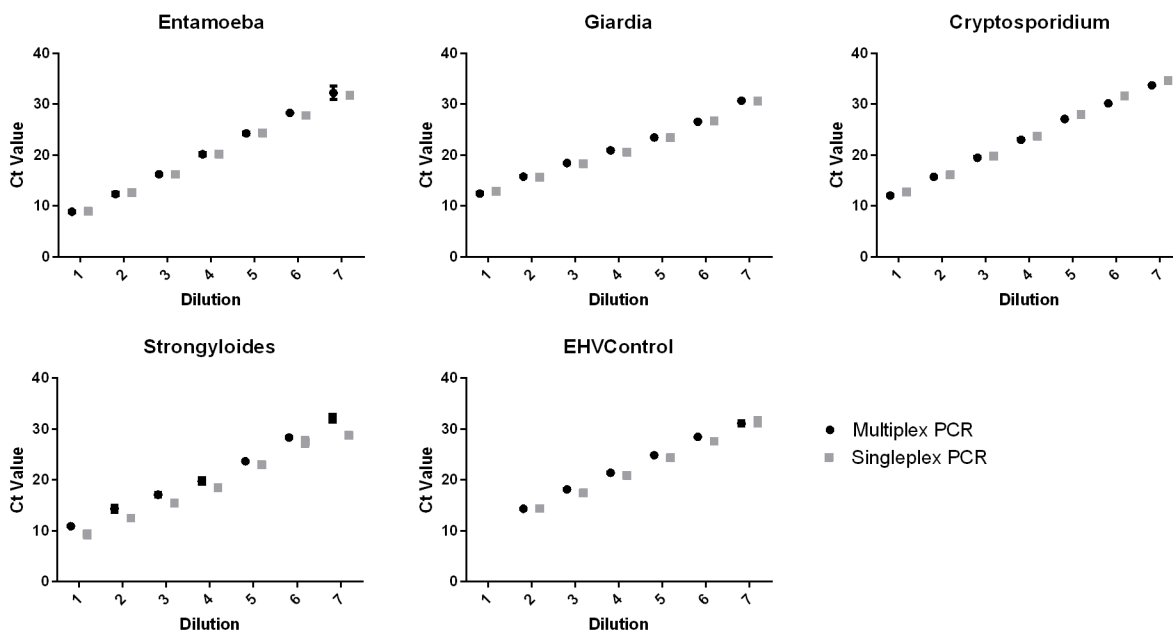 Entamoeba
Giardia
Cryptosporidium
Ct Value
40
30
20
10
0
1 2 3 4 5 6 7
Dilution
Ct Value
40
30
20
10
0
1 2 3 4 5 6 7
Dilution
Ct Value
40
30
20
10
0
1 2 3 4 5 6 7
Dilution
Strongyloides
EHVControl
Ct Value
40
30
20
10
0
1 2 3 4 5 6 7
Dilution
Ct Value
40
30
20
10
0
1 2 3 4 5 6 7
Dilution
Multiplex PCR
Singleplex PCR